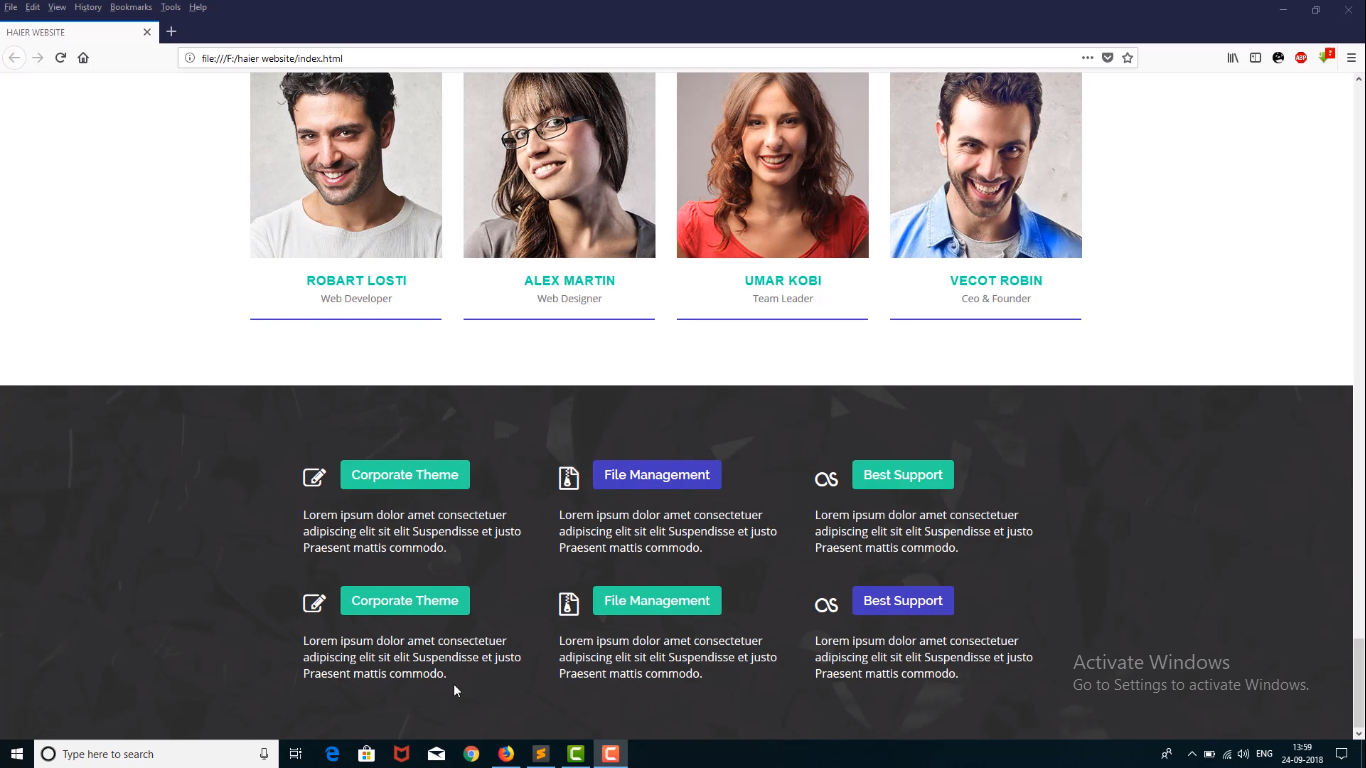 File Edit View History Bookmarks Tools Help
HAIER WEBSITE
file:///F:/haier website/index.html
ABP
?
ROBART LOSTI
Web Developer
ALEX MARTIN
Web Designer
UMAR KOBI
Team Leader
VECOT ROBIN
Ceo & Founder
Corporate Theme
Lorem ipsum dolor amet consectetuer
adipiscing elit sit elit Suspendisse et justo
Praesent mattis commodo.
File Management
Lorem ipsum dolor amet consectetuer
adipiscing elit sit elit Suspendisse et justo
Praesent mattis commodo.
Best Support
Lorem ipsum dolor amet consectetuer
adipiscing elit sit elit Suspendisse et justo
Praesent mattis commodo.
Corporate Theme
Lorem ipsum dolor amet consectetuer
adipiscing elit sit elit Suspendisse et justo
Praesent mattis commodo.
File Management
Lorem ipsum dolor amet consectetuer
adipiscing elit sit elit Suspendisse et justo
Praesent mattis commodo.
Best Support
Lorem ipsum dolor amet consectetuer
adipiscing elit sit elit Suspendisse et justo
Praesent mattis commodo.
Activate Windows
Go to Settings to activate Windows.
Type here to search
ENG
13:59
24-09-2018